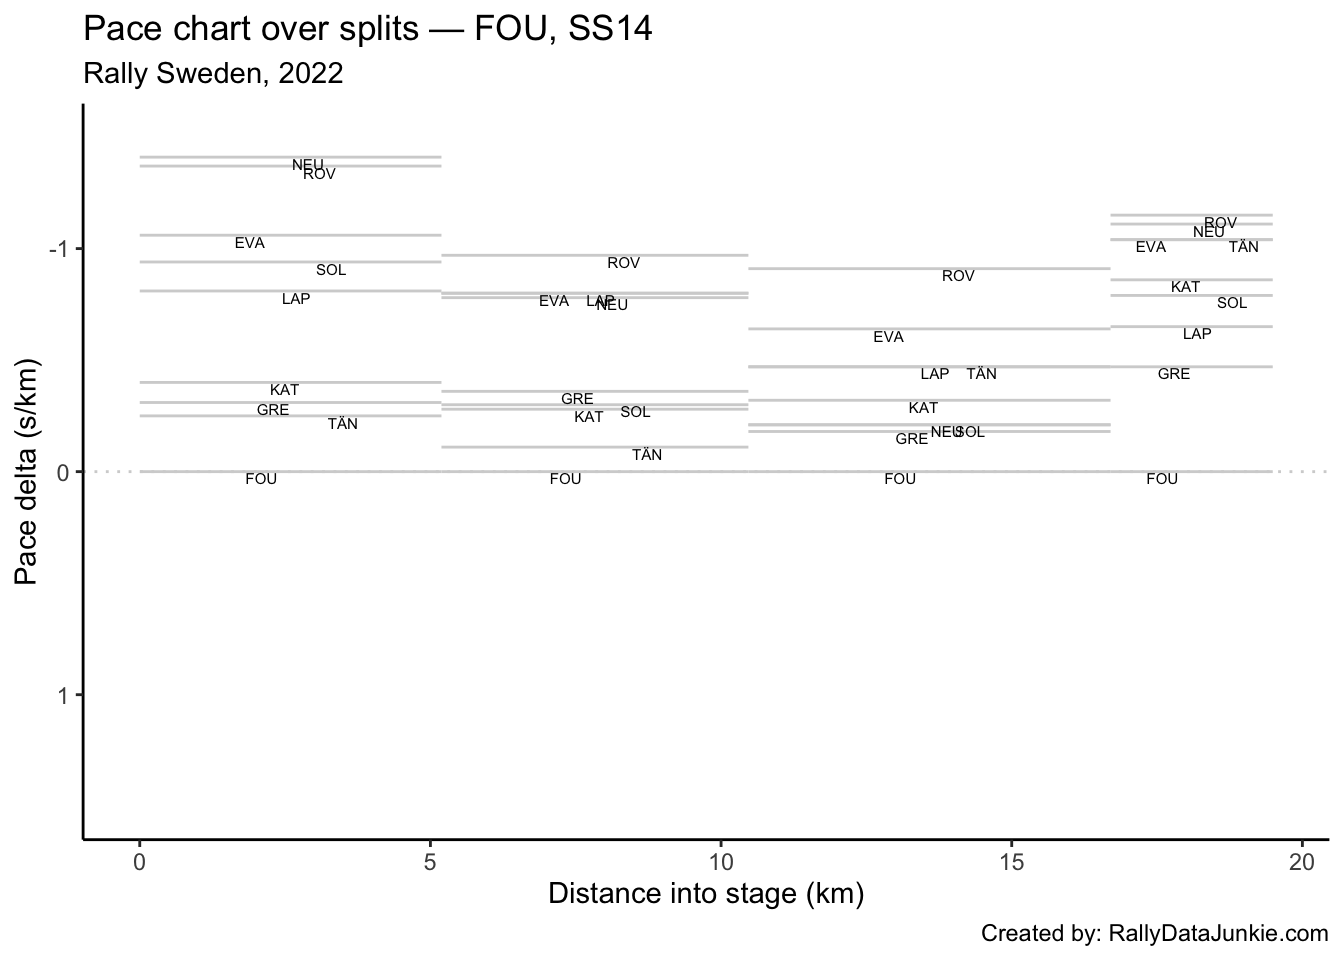 Pace chart over splits — FOU, SS14
Rally Sweden, 2022
Pace delta (s/km)
-1
0
1
NEU
ROV
EVA
SOL
LAP
KAT
GRE
TÄN
FOU
ROV
EVA LAP
NEU
GRE
SOL
KAT
TÄN
FOU
ROV
EVA
LAP TÄN
KAT
NEU SOL
GRE
FOU
ROV
NEU
EVA TÄN
KAT
SOL
LAP
GRE
FOU
0 5 10 15 20
Distance into stage (km)
Created by: RallyDataJunkie.com